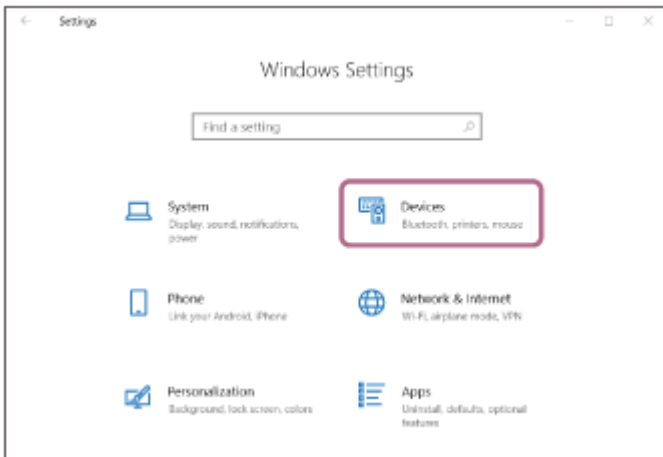 Settings
Windows Settings
Find a setting
System
Display, sound, notifications,
power
Devices
Bluetooth, printers, mouse
Phone
Link your Android, iPhone
Network & Internet
Wi-Fi, airplane mode, VPN
Personalization
Background, lock screen, colors
Apps
Uninstall, defaults, optional
features